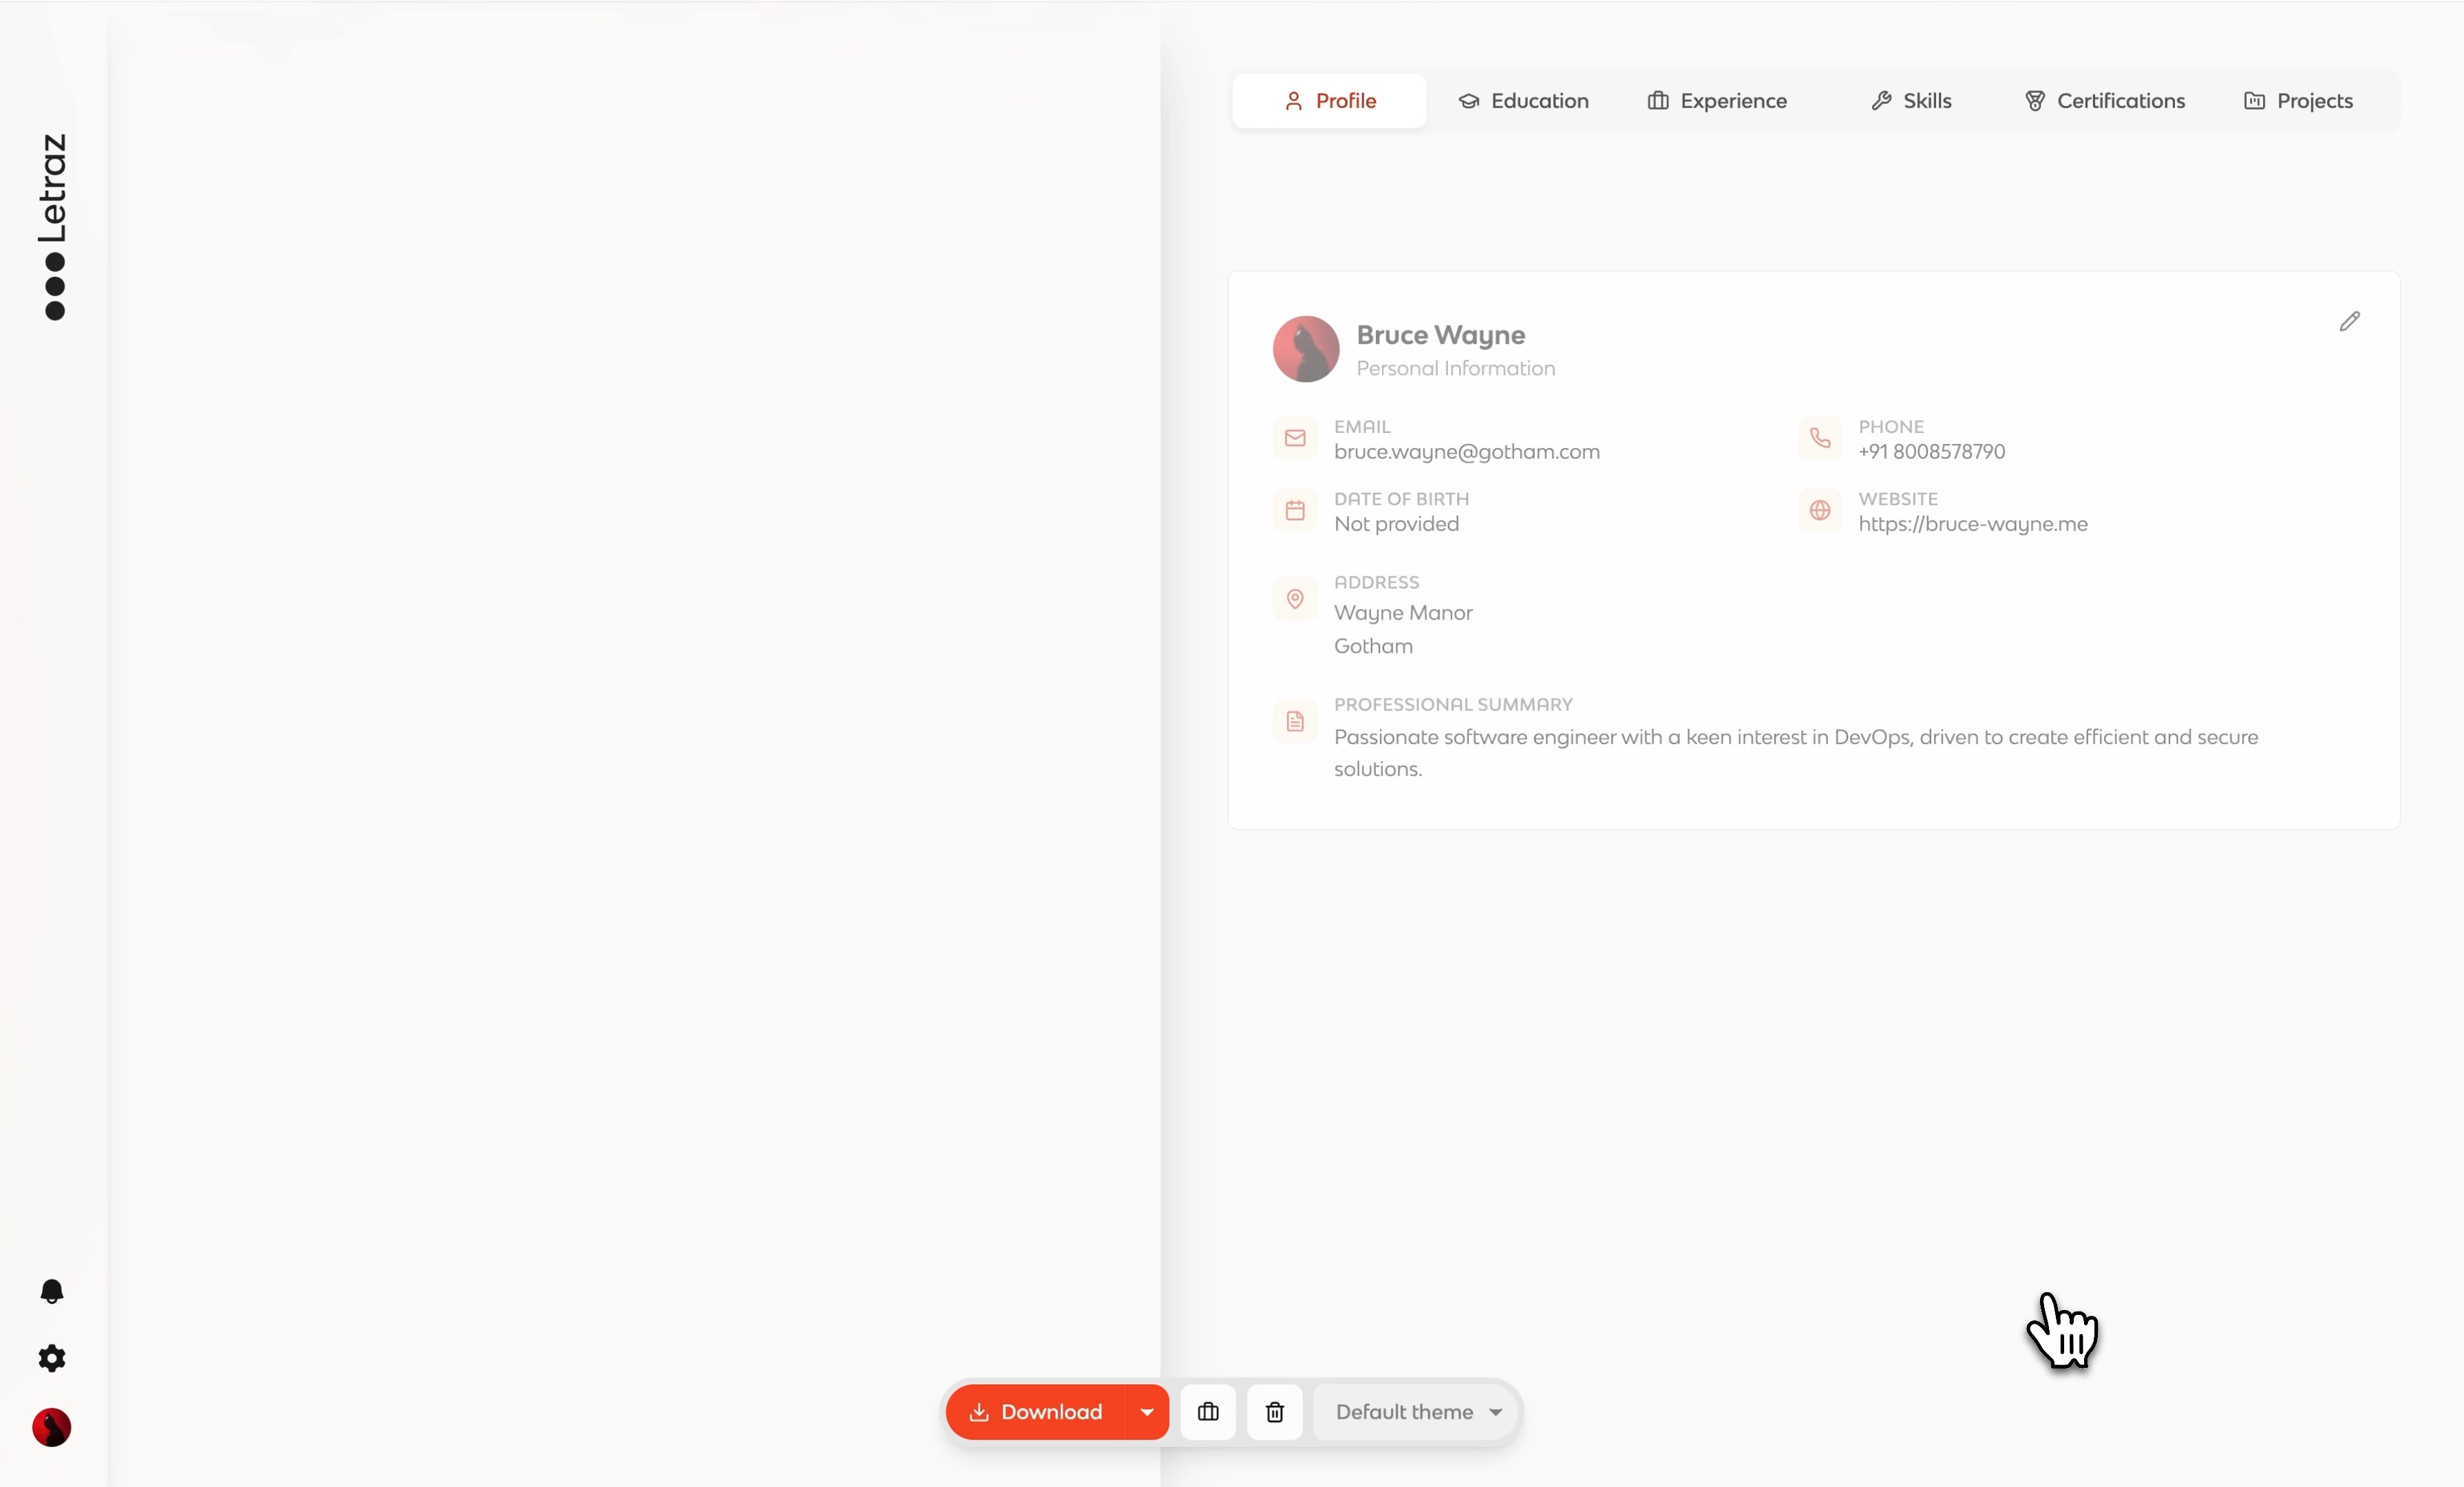 Letraz
Profile
Education
Experience
Skills
Certifications
Projects
Bruce Wayne
Personal Information
EMAIL
bruce.wayne@gotham.com
PHONE
+91 8008578790
DATE OF BIRTH
Not provided
WEBSITE
https://bruce-wayne.me
ADDRESS
Wayne Manor
Gotham
PROFESSIONAL SUMMARY
Passionate software engineer with a keen interest in DevOps, driven to create efficient and secure
solutions.
Download
Default theme